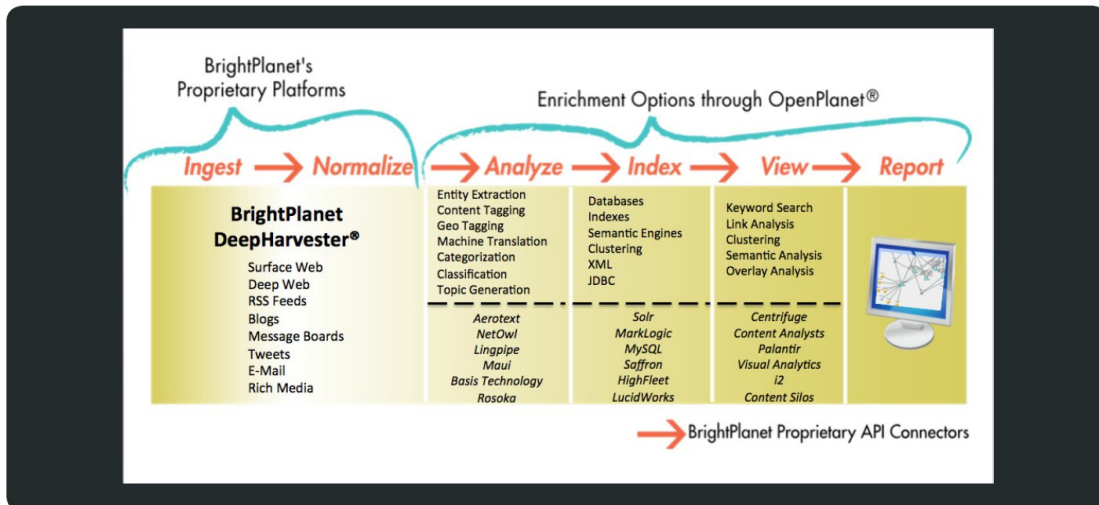 BrightPlanet's
Proprietary Platforms
Enrichment Options through OpenPlanet®
Ingest
Normalize
Analyze
Index
View
Report
BrightPlanet
DeepHarvester®
Surface Web
Deep Web
RSS Feeds
Blogs
Message Boards
Tweets
E-Mail
Rich Media
Entity Extraction
Content Tagging
Geo Tagging
Machine Translation
Categorization
Classification
Topic Generation
Aerotext
NetOwl
Lingpipe
Maui
Basis Technology
Rosoka
Databases
Indexes
Semantic Engines
Clustering
XML
JDBC
Solr
MarkLogic
MySQL
Saffron
HighFleet
LucidWorks
Keyword Search
Link Analysis
Clustering
Semantic Analysis
Overlay Analysis
Centrifuge
Content Analysts
Palantir
Visual Analytics
i2
Content Silos
BrightPlanet Proprietary API Connectors